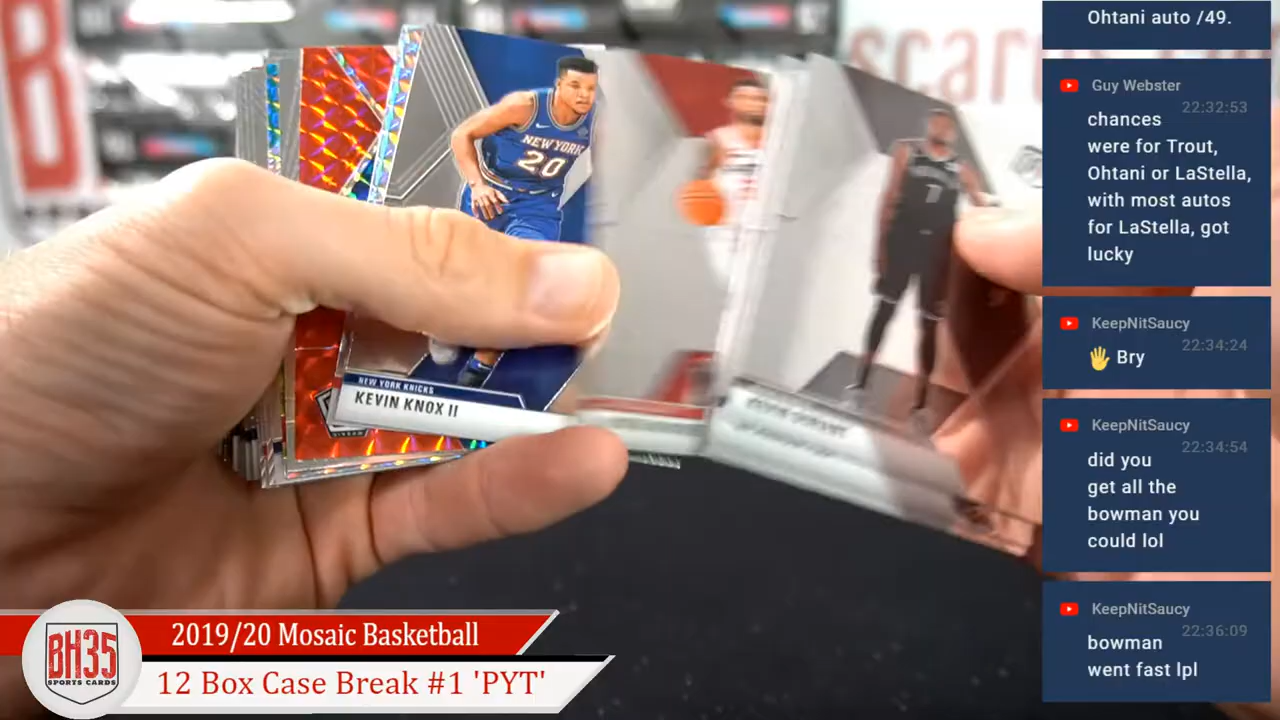 Ohtani auto /49.
Guy Webster
22:32:53
chances
were for Trout,
Ohtani or LaStella,
with most autos
for LaStella, got
lucky
KeepNitSaucy
22:34:24
🖐 Bry
KeepNitSaucy
22:34:54
did you
get all the
bowman you
could lol
KeepNitSaucy
22:36:09
bowman
went fast lpl
NEW YORK
20
NEW YORK KNICKS
KEVIN KNOX II
BH35
SPORTS CARDS
2019/20 Mosaic Basketball
12 Box Case Break #1 'PYT'